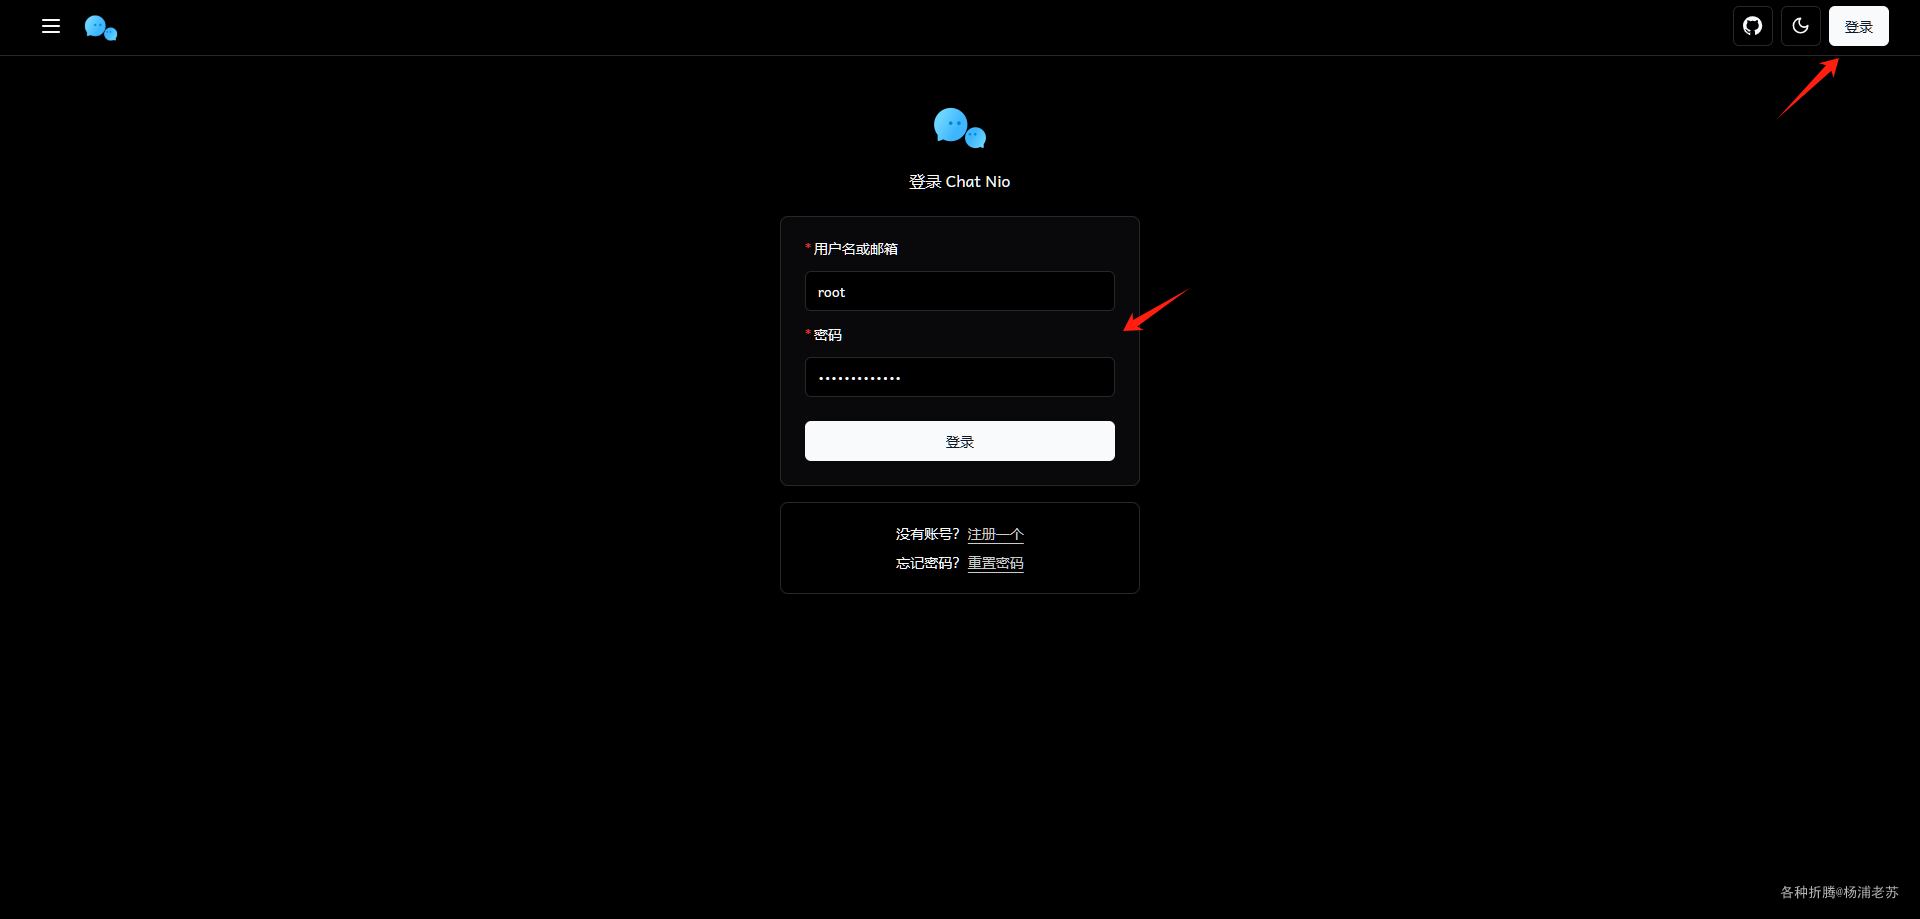 登录
登录 Chat Nio
* 用户名或邮箱
root
* 密码
•••••••••••••
登录
没有账号？ 注册一个
忘记密码？ 重置密码
各种折腾@杨浦老苏